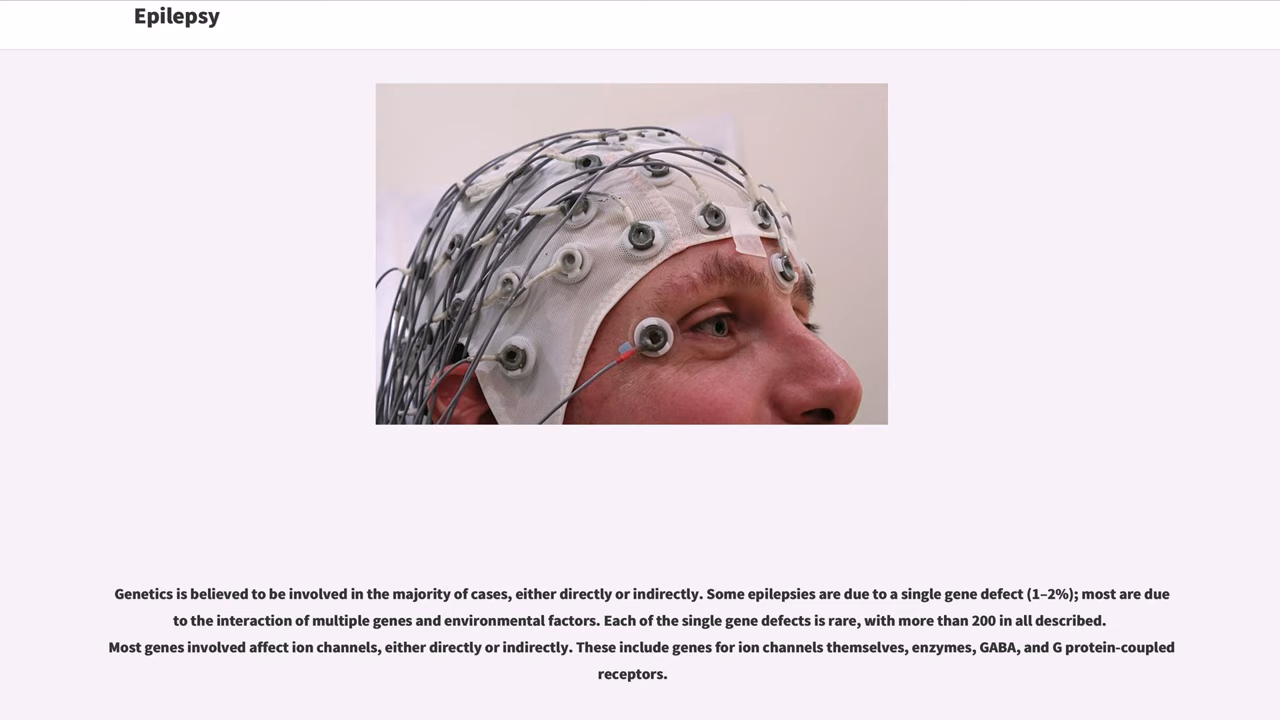 Epilepsy
Genetics is believed to be involved in the majority of cases, either directly or indirectly. Some epilepsies are due to a single gene defect (1–2%); most are due
to the interaction of multiple genes and environmental factors. Each of the single gene defects is rare, with more than 200 in all described.
Most genes involved affect ion channels, either directly or indirectly. These include genes for ion channels themselves, enzymes, GABA, and G protein-coupled
receptors.